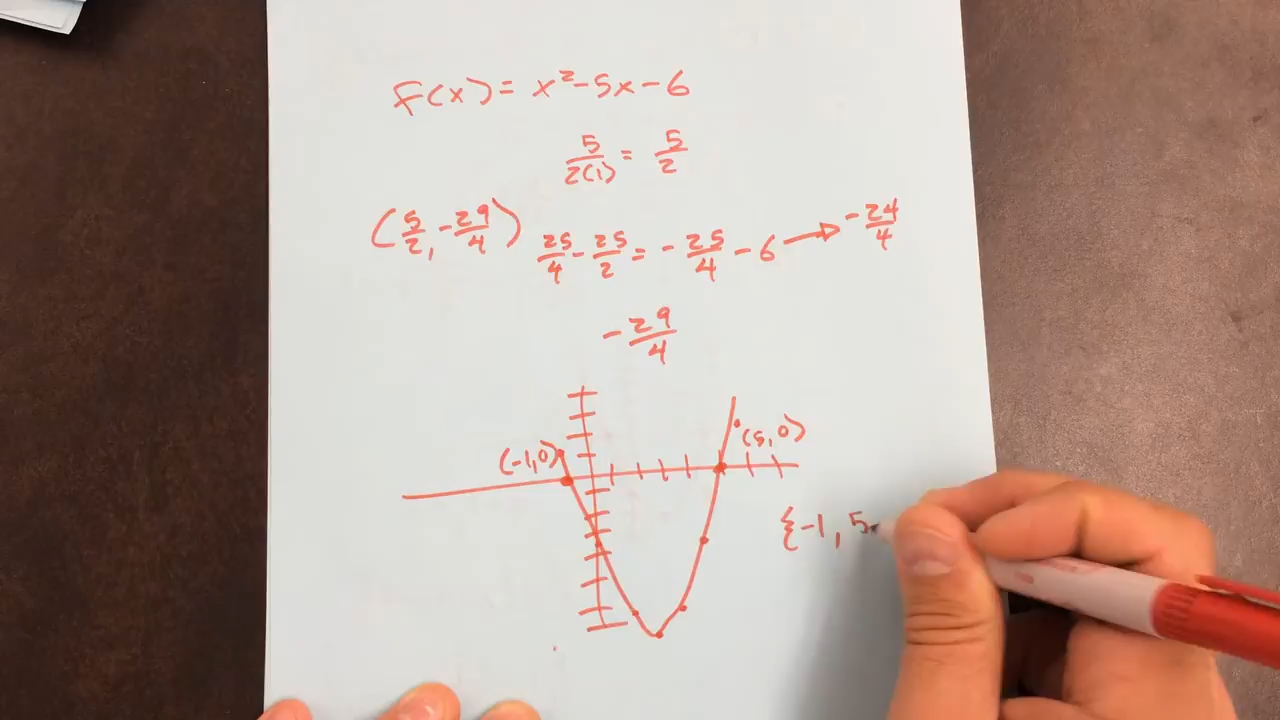 f(x) = x² - 5x - 6
5/2(1) = 5/2
(5/2, -29/4) 25/4 - 25/2 = -25/4 - 6 → -24/4
-29/4
(-1,0) (5,0)
{-1, 5